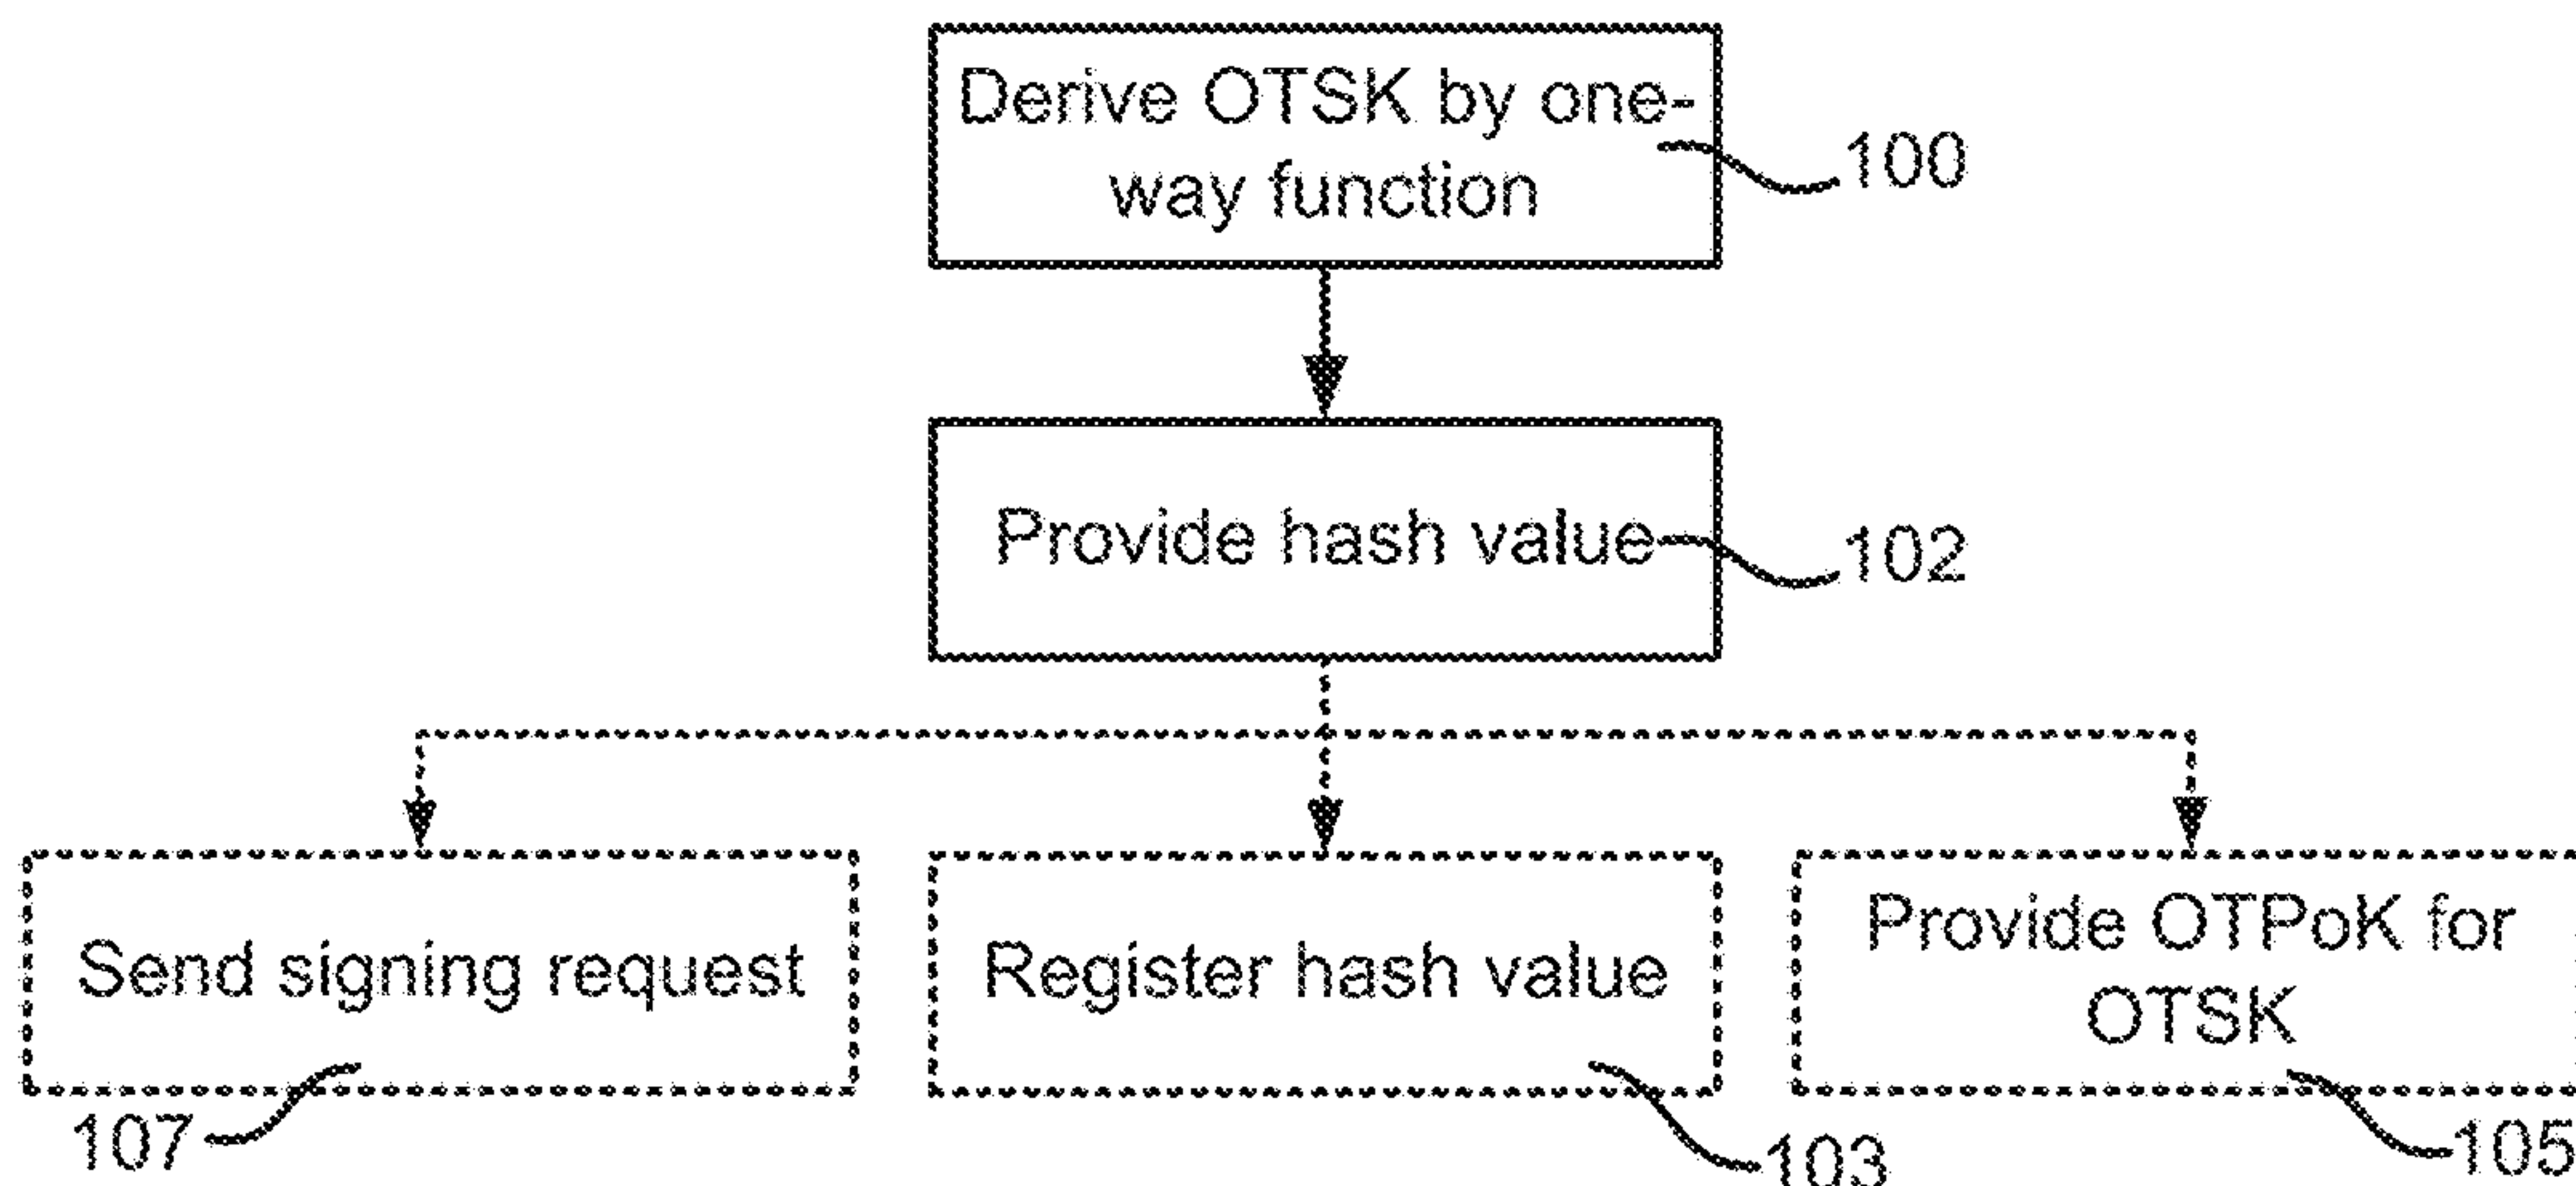 Derive OTSK by one-
way function
100
Provide hash value
102
Send signing request
Register hash value
Provide OTPoK for
OTSK
107
103
105